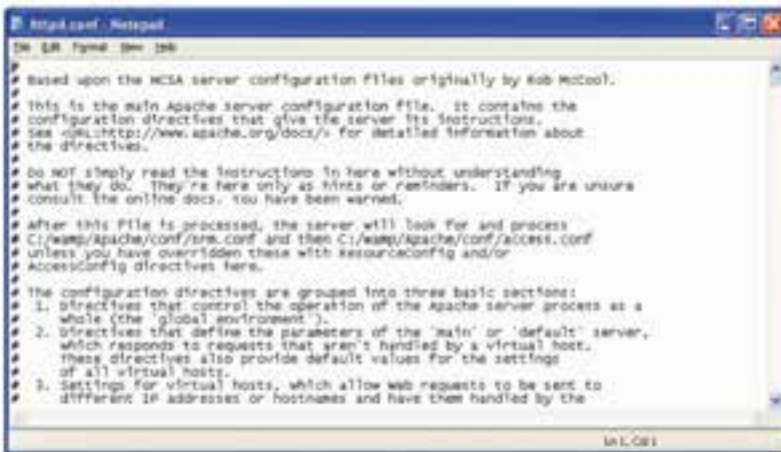 httpd.conf - Notepad
File Edit Format View Help
#
# Based upon the NCSA server configuration files originally by Rob McCool.
#
# This is the main Apache server configuration file.  It contains the
# configuration directives that give the server its instructions.
# See <URL:http://www.apache.org/docs/> for detailed information about
# the directives.
#
# Do NOT simply read the instructions in here without understanding
# what they do.  They're here only as hints or reminders.  If you are unsure
# consult the online docs. You have been warned.
#
# After this file is processed, the server will look for and process
# C:/wamp/Apache/conf/srm.conf and then C:/wamp/Apache/conf/access.conf
# unless you have overridden these with ResourceConfig and/or
# AccessConfig directives here.
#
# The configuration directives are grouped into three basic sections:
#  1. Directives that control the operation of the Apache server process as a
#     whole (the 'global environment').
#  2. Directives that define the parameters of the 'main' or 'default' server,
#     which responds to requests that aren't handled by a virtual host.
#     These directives also provide default values for the settings
#     of all virtual hosts.
#  3. Settings for virtual hosts, which allow Web requests to be sent to
#     different IP addresses or hostnames and have them handled by the
Ln 1, Col 1